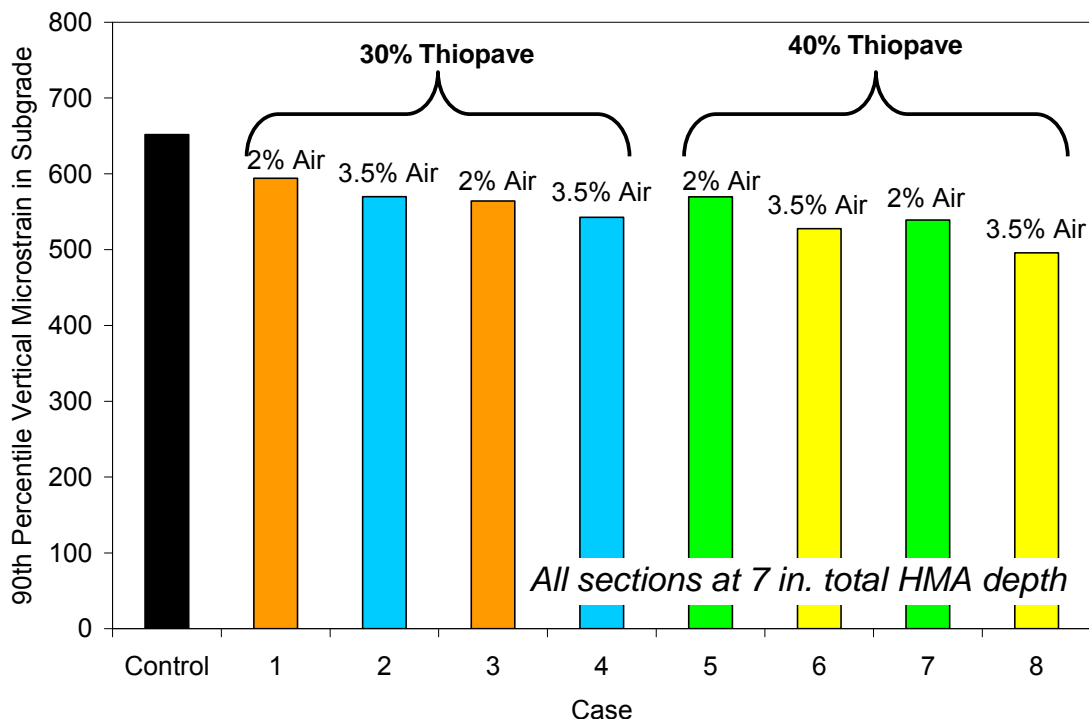 90th Percentile Vertical Microstrain in Subgrade
800
700
600
500
400
300
200
100
0
30% Thiopave
40% Thiopave
2% Air
3.5% Air
2% Air
3.5% Air
2% Air
3.5% Air
2% Air
3.5% Air
All sections at 7 in. total HMA depth
Control 1 2 3 4 5 6 7 8
Case